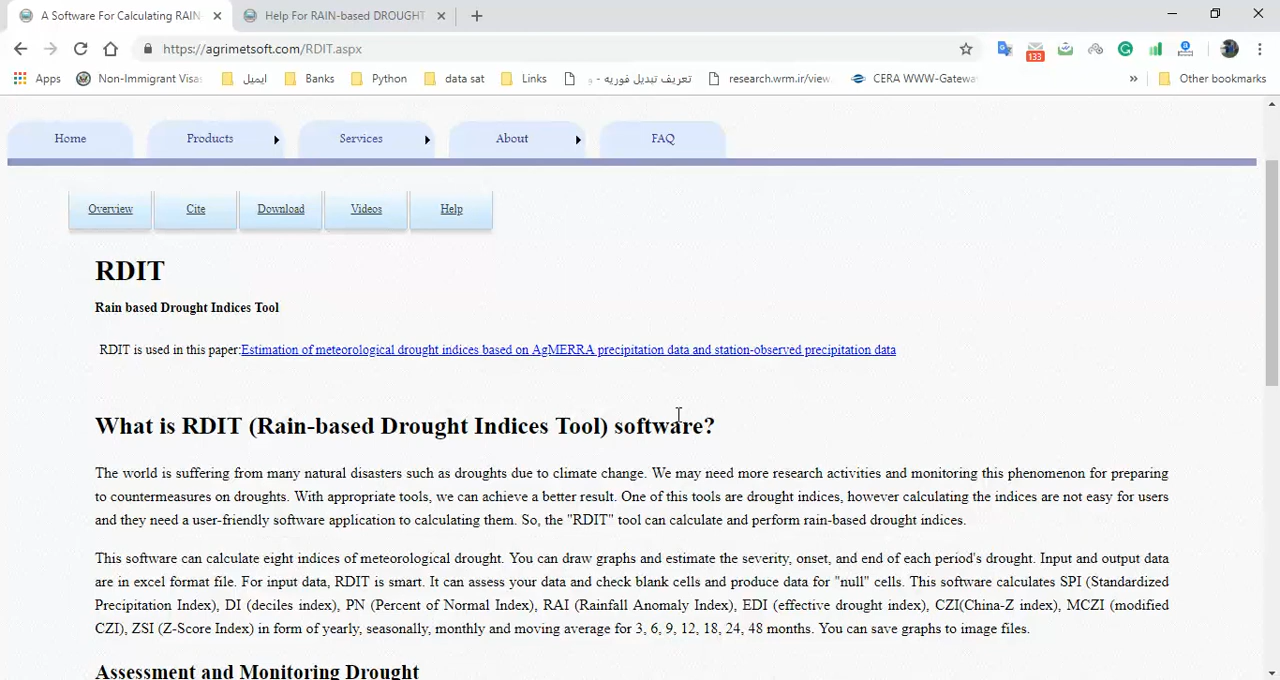 A Software For Calculating RAIN-
Help For RAIN-based DROUGHT
https://agrimetsoft.com/RDIT.aspx
133
Apps
Non-Immigrant Visa
ایمیل
Banks
Python
data sat
Links
تعریف تبدیل فوریه -
research.wrm.ir/view
CERA WWW-Gatew
»
Other bookmarks
Home
Products
Services
About
FAQ
Overview
Cite
Download
Videos
Help
RDIT
Rain based Drought Indices Tool
RDIT is used in this paper:Estimation of meteorological drought indices based on AgMERRA precipitation data and station-observed precipitation data
What is RDIT (Rain-based Drought Indices Tool) software?
The world is suffering from many natural disasters such as droughts due to climate change. We may need more research activities and monitoring this phenomenon for preparing
to countermeasures on droughts. With appropriate tools, we can achieve a better result. One of this tools are drought indices, however calculating the indices are not easy for users
and they need a user-friendly software application to calculating them. So, the "RDIT" tool can calculate and perform rain-based drought indices.
This software can calculate eight indices of meteorological drought. You can draw graphs and estimate the severity, onset, and end of each period's drought. Input and output data
are in excel format file. For input data, RDIT is smart. It can assess your data and check blank cells and produce data for "null" cells. This software calculates SPI (Standardized
Precipitation Index), DI (deciles index), PN (Percent of Normal Index), RAI (Rainfall Anomaly Index), EDI (effective drought index), CZI(China-Z index), MCZI (modified
CZI), ZSI (Z-Score Index) in form of yearly, seasonally, monthly and moving average for 3, 6, 9, 12, 18, 24, 48 months. You can save graphs to image files.
Assessment and Monitoring Drought